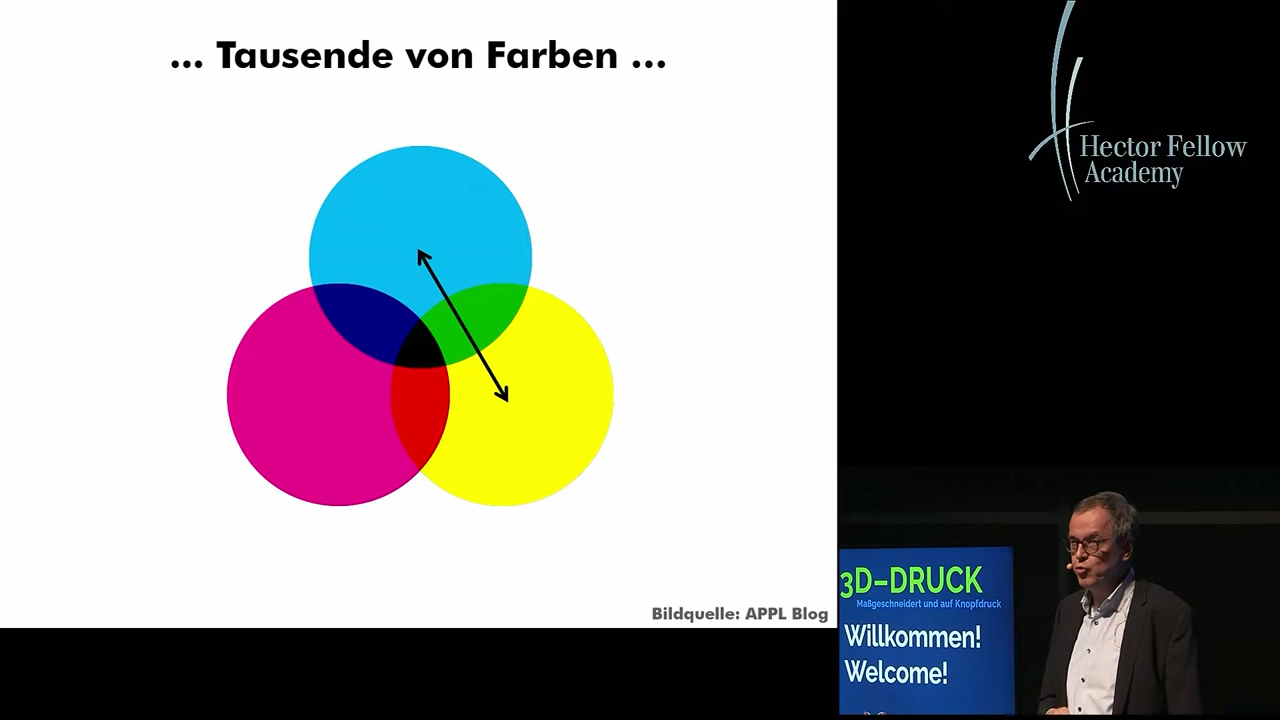 ... Tausende von Farben ...
Hector Fellow
Academy
3D-DRUCK
Maßgeschneidert und auf Knopfdruck
Willkommen!
Welcome!
Bildquelle: APPL Blog